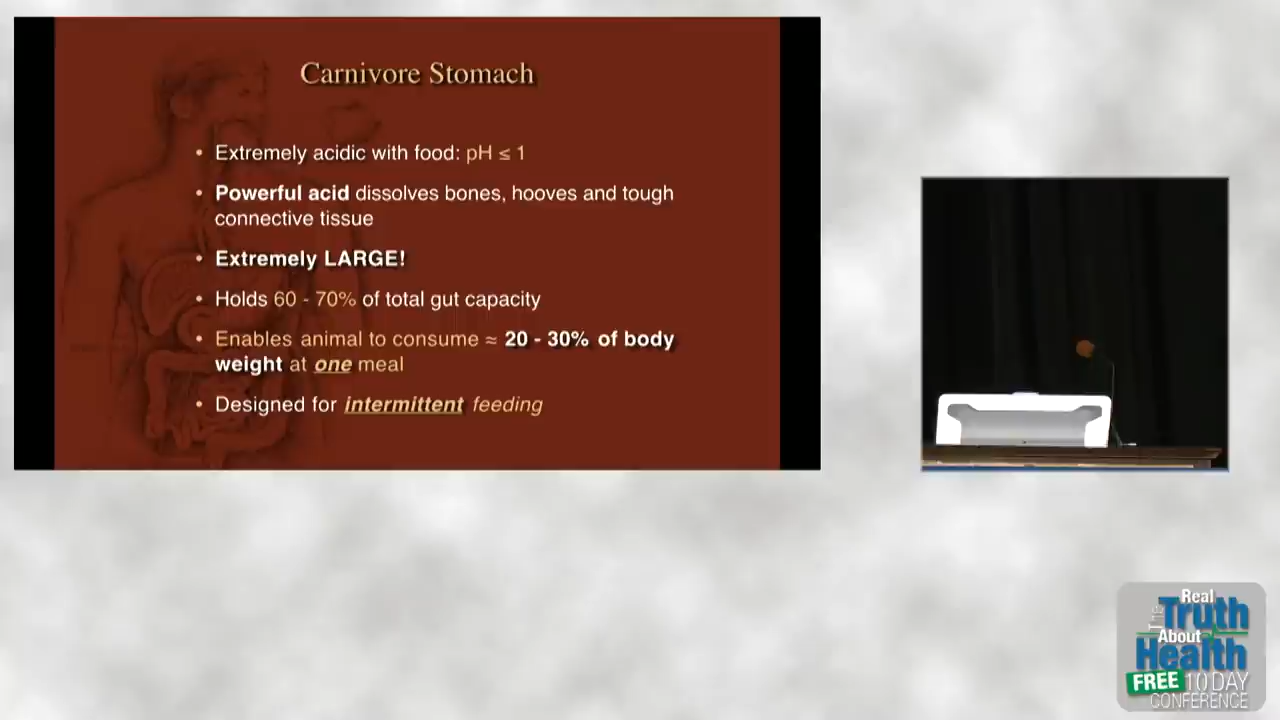 Carnivore Stomach
• Extremely acidic with food: pH ≤ 1
• Powerful acid dissolves bones, hooves and tough
connective tissue
• Extremely LARGE!
• Holds 60 - 70% of total gut capacity
• Enables animal to consume ≈ 20 - 30% of body
weight at one meal
• Designed for intermittent feeding
The Real
Truth
About
Health
FREE 10 DAY
CONFERENCE